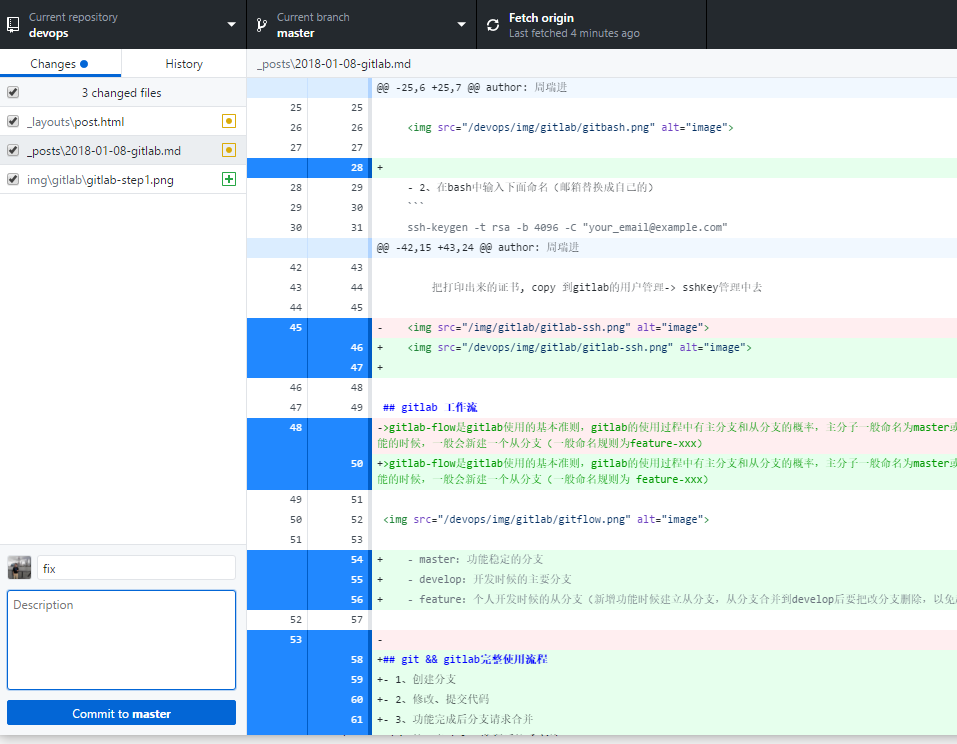 Current repository
devops
Current branch
master
Fetch origin
Last fetched 4 minutes ago
Changes
History
3 changed files
_layouts\post.html
_posts\2018-01-08-gitlab.md
img\gitlab\gitlab-step1.png
fix
Description
Commit to master
_posts\2018-01-08-gitlab.md
@@ -25,6 +25,7 @@ author: 周瑞进
25 25
26 26 <img src="/devops/img/gitlab/gitbash.png" alt="image">
27 27
28 +
28 29 - 2、在bash中输入下面命名（邮箱替换成自己的）
29 30 ```
30 31 ssh-keygen -t rsa -b 4096 -C "your_email@example.com"
@@ -42,15 +43,24 @@ author: 周瑞进
42 43
43 44 把打印出来的证书, copy 到gitlab的用户管理-> sshKey管理中去
44 45
45 - <img src="/img/gitlab/gitlab-ssh.png" alt="image">
46 + <img src="/devops/img/gitlab/gitlab-ssh.png" alt="image">
47 +
46 48
47 49 ## gitlab 工作流
48 ->gitlab-flow是gitlab使用的基本准则，gitlab的使用过程中有主分支和从分支的概率，主分子一般命名为master或
能的时候，一般会新建一个从分支（一般命名规则为feature-xxx）
50 +>gitlab-flow是gitlab使用的基本准则，gitlab的使用过程中有主分支和从分支的概率，主分子一般命名为master或
能的时候，一般会新建一个从分支（一般命名规则为 feature-xxx）
49 51
50 52 <img src="/devops/img/gitlab/gitflow.png" alt="image">
51 53
54 + - master：功能稳定的分支
55 + - develop：开发时候的主要分支
56 + - feature：个人开发时候的从分支（新增功能时候建立从分支，从分支合并到develop后要把改分支删除，以免
52 57
53 -
58 +## git && gitlab完整使用流程
59 +- 1、创建分支
60 +- 2、修改、提交代码
61 +- 3、功能完成后分支请求合并